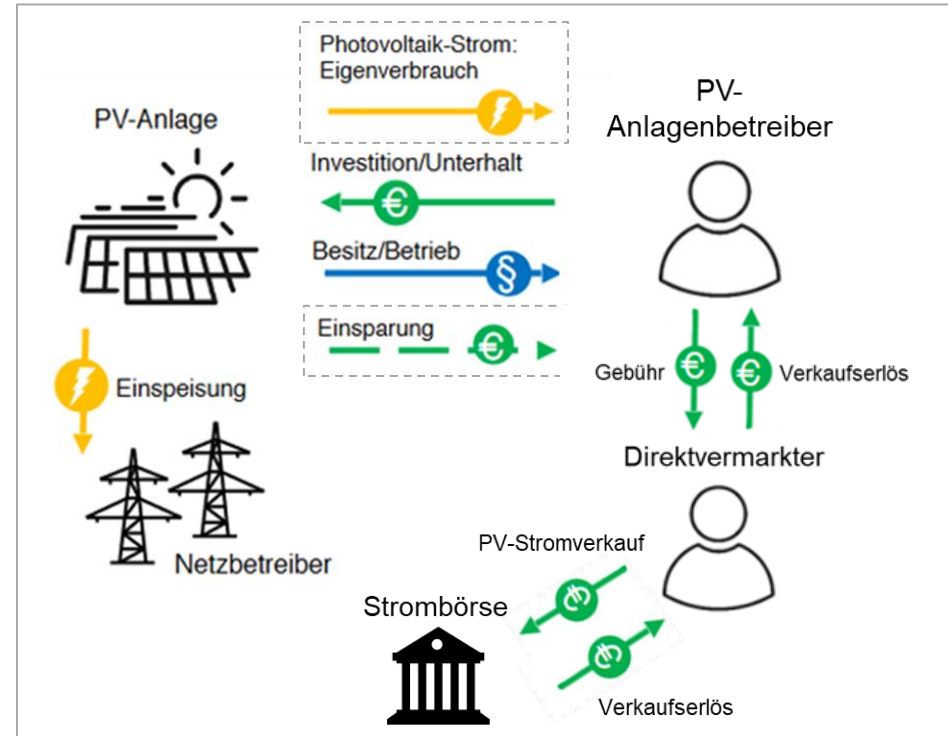 Photovoltaik-Strom:
Eigenverbrauch
PV-Anlage
PV-
Anlagenbetreiber
Investition/Unterhalt
€
Besitz/Betrieb
§
Einsparung
€
Einspeisung
Gebühr
€
€
Verkaufserlös
Direktvermarkter
Netzbetreiber
PV-Stromverkauf
€
Strombörse
€
Verkaufserlös